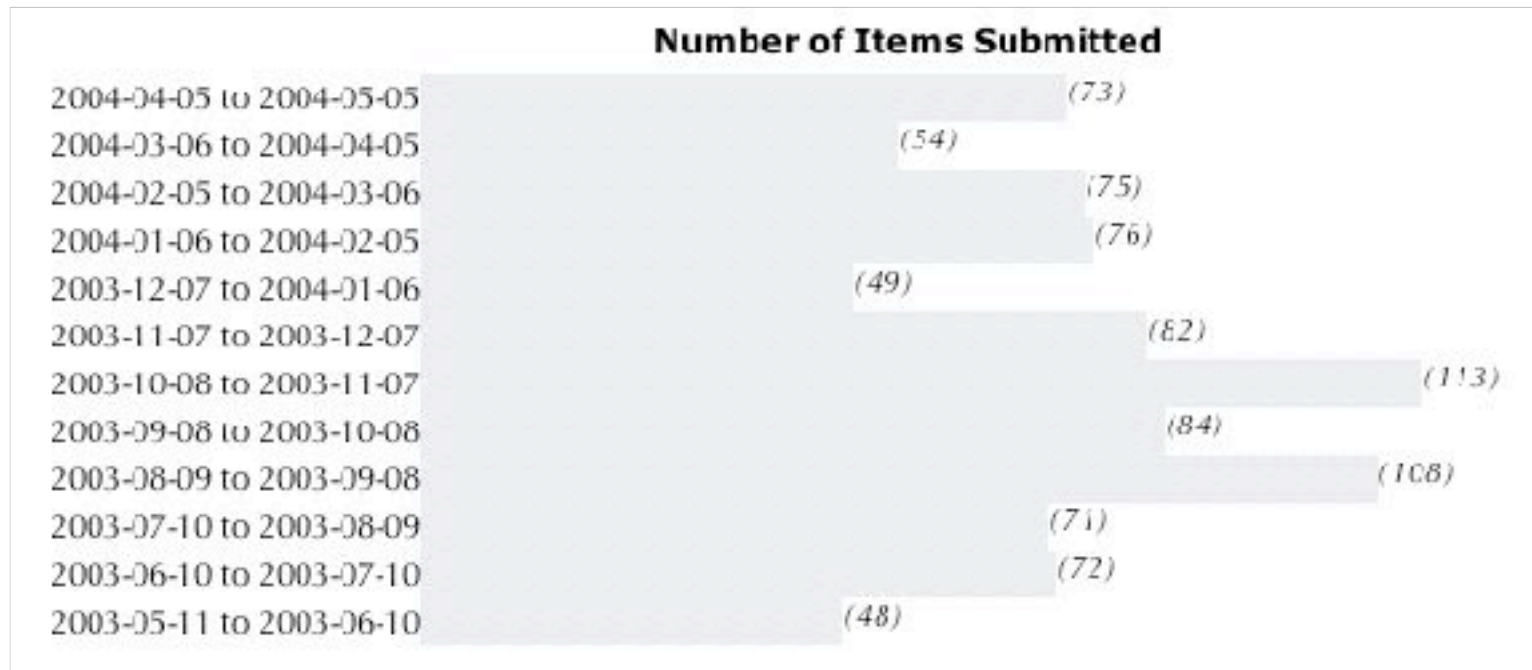 Number of Items Submitted
2004-04-05 to 2004-05-05 (73)
2004-03-06 to 2004-04-05 (54)
2004-02-05 to 2004-03-06 (75)
2004-01-06 to 2004-02-05 (76)
2003-12-07 to 2004-01-06 (49)
2003-11-07 to 2003-12-07 (82)
2003-10-08 to 2003-11-07 (113)
2003-09-08 to 2003-10-08 (84)
2003-08-09 to 2003-09-08 (108)
2003-07-10 to 2003-08-09 (71)
2003-06-10 to 2003-07-10 (72)
2003-05-11 to 2003-06-10 (48)